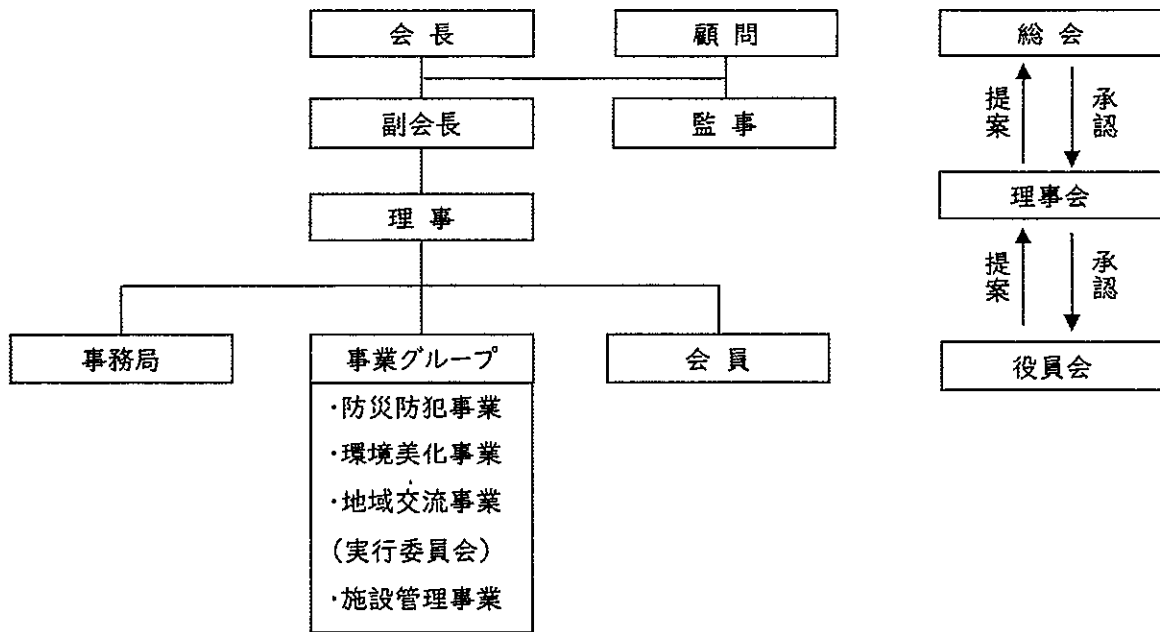 会長
顧問
副会長
監事
理事
事務局
事業グループ
会員
・防災防犯事業
・環境美化事業
・地域交流事業
(実行委員会)
・施設管理事業
総会
提案
承認
理事会
提案
承認
役員会